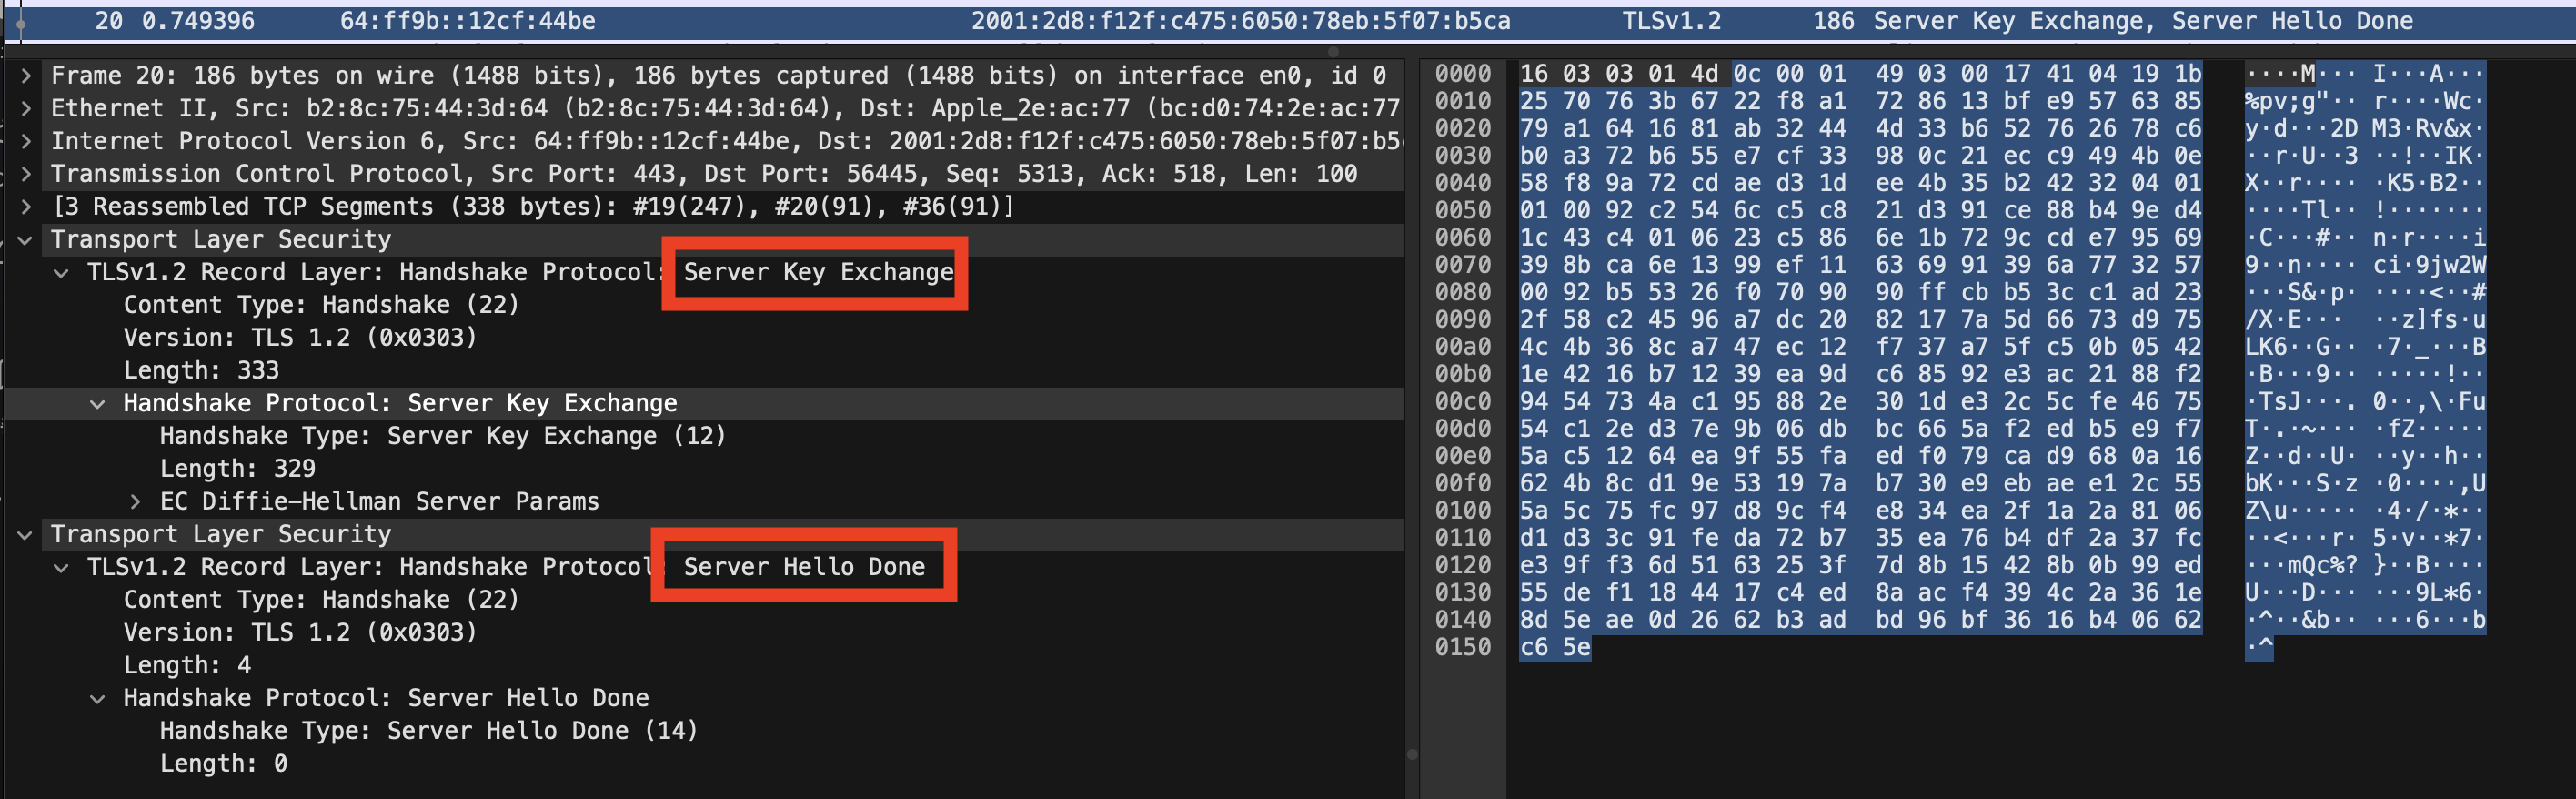 20 0.749396 64:ff9b::12cf:44be 2001:2d8:f12f:c475:6050:78eb:5f07:b5ca TLSv1.2 186 Server Key Exchange, Server Hello Done
Frame 20: 186 bytes on wire (1488 bits), 186 bytes captured (1488 bits) on interface en0, id 0
Ethernet II, Src: b2:8c:75:44:3d:64 (b2:8c:75:44:3d:64), Dst: Apple_2e:ac:77 (bc:d0:74:2e:ac:77
Internet Protocol Version 6, Src: 64:ff9b::12cf:44be, Dst: 2001:2d8:f12f:c475:6050:78eb:5f07:b5
Transmission Control Protocol, Src Port: 443, Dst Port: 56445, Seq: 5313, Ack: 518, Len: 100
[3 Reassembled TCP Segments (338 bytes): #19(247), #20(91), #36(91)]
Transport Layer Security
TLSv1.2 Record Layer: Handshake Protocol: Server Key Exchange
Content Type: Handshake (22)
Version: TLS 1.2 (0x0303)
Length: 333
Handshake Protocol: Server Key Exchange
Handshake Type: Server Key Exchange (12)
Length: 329
EC Diffie-Hellman Server Params
Transport Layer Security
TLSv1.2 Record Layer: Handshake Protocol: Server Hello Done
Content Type: Handshake (22)
Version: TLS 1.2 (0x0303)
Length: 4
Handshake Protocol: Server Hello Done
Handshake Type: Server Hello Done (14)
Length: 0
0000 16 03 03 01 4d 0c 00 01 49 03 00 17 41 04 19 1b ····M··· I···A···
0010 25 70 76 3b 67 22 f8 a1 72 86 13 bf e9 57 63 85 %pv;g"·· r····Wc·
0020 79 a1 64 16 81 ab 32 44 4d 33 b6 52 76 26 78 c6 y·d···2D M3·Rv&x·
0030 b0 a3 72 b6 55 e7 cf 33 98 0c 21 ec c9 49 4b 0e ··r·U··3 ··!··IK·
0040 58 f8 9a 72 cd ae d3 1d ee 4b 35 b2 42 32 04 01 X··r···· ·K5·B2··
0050 01 00 92 c2 54 6c c5 c8 21 d3 91 ce 88 b4 9e d4 ····Tl·· !·······
0060 1c 43 c4 01 06 23 c5 86 6e 1b 72 9c cd e7 95 69 ·C···#·· n·r····i
0070 39 8b ca 6e 13 99 ef 11 63 69 91 39 6a 77 32 57 9··n···· ci·9jw2W
0080 00 92 b5 53 26 f0 70 90 90 ff cb b5 3c c1 ad 23 ···S&·p· ····<··#
0090 2f 58 c2 45 96 a7 dc 20 82 17 7a 5d 66 73 d9 75 /X·E··· ··z]fs·u
00a0 4c 4b 36 8c a7 47 ec 12 f7 37 a7 5f c5 0b 05 42 LK6··G·· ·7·_···B
00b0 1e 42 16 b7 12 39 ea 9d c6 85 92 e3 ac 21 88 f2 ·B···9·· ·····!··
00c0 94 54 73 4a c1 95 88 2e 30 1d e3 2c 5c fe 46 75 ·TsJ···. 0··,\·Fu
00d0 54 c1 2e d3 7e 9b 06 db bc 66 5a f2 ed b5 e9 f7 T·.·~··· ·fZ·····
00e0 5a c5 12 64 ea 9f 55 fa ed f0 79 ca d9 68 0a 16 Z··d··U· ··y··h··
00f0 62 4b 8c d1 9e 53 19 7a b7 30 e9 eb ae e1 2c 55 bK···S·z ·0····,U
0100 5a 5c 75 fc 97 d8 9c f4 e8 34 ea 2f 1a 2a 81 06 Z\u····· ·4·/·*··
0110 d1 d3 3c 91 fe da 72 b7 35 ea 76 b4 df 2a 37 fc ··<···r· 5·v··*7·
0120 e3 9f f3 6d 51 63 25 3f 7d 8b 15 42 8b 0b 99 ed ···mQc%? }··B····
0130 55 de f1 18 44 17 c4 ed 8a ac f4 39 4c 2a 36 1e U···D··· ···9L*6·
0140 8d 5e ae 0d 26 62 b3 ad bd 96 bf 36 16 b4 06 62 ·^··&b·· ···6···b
0150 c6 5e ·^